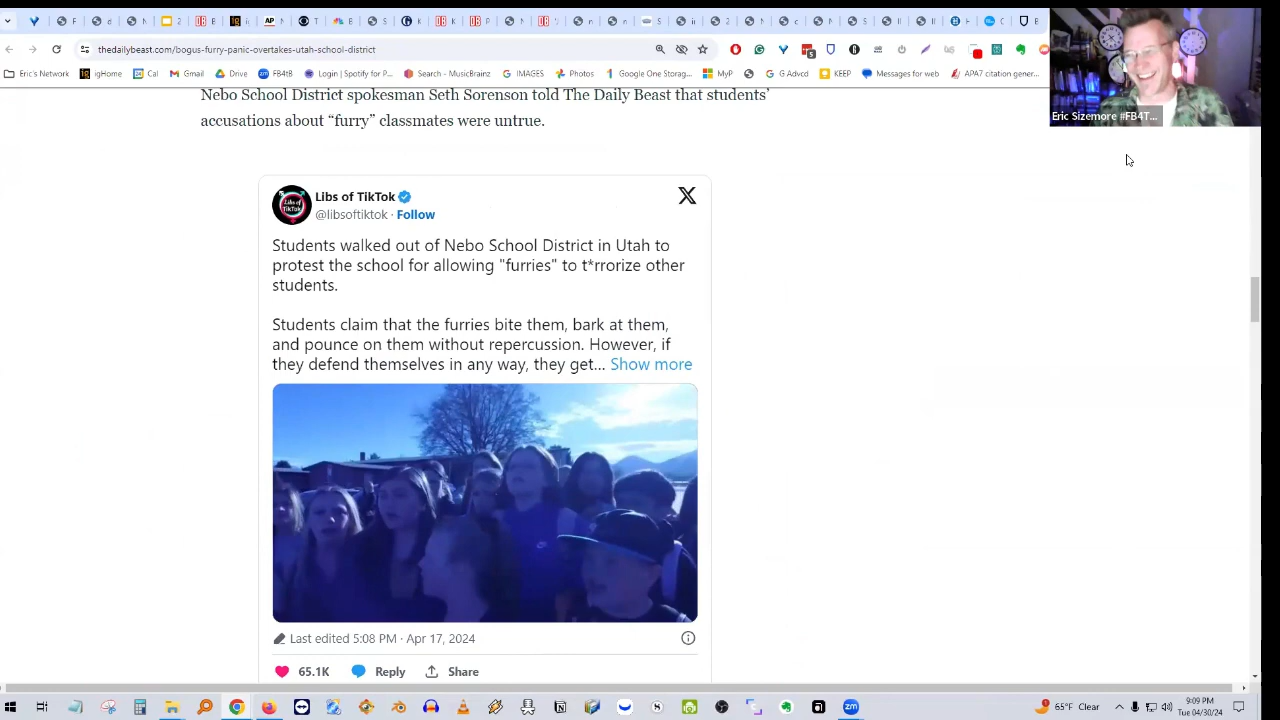 thedailybeast.com/bogus-furry-panic-overtakes-utah-school-district
Eric's Network
igHome
Cal
Gmail
Drive
FB4tB
Login | Spotify for P...
Search - MusicBrainz
IMAGES
Photos
Google One Storag...
MyP
G Advcd
KEEP
Messages for web
APA7 citation gener...
Eric Sizemore #FB4T...
Nebo School District spokesman Seth Sorenson told The Daily Beast that students’
accusations about “furry” classmates were untrue.
Libs of TikTok
@libsoftiktok · Follow
Students walked out of Nebo School District in Utah to
protest the school for allowing "furries" to t*rrorize other
students.
Students claim that the furries bite them, bark at them,
and pounce on them without repercussion. However, if
they defend themselves in any way, they get... Show more
Last edited 5:08 PM · Apr 17, 2024
65.1K Reply Share
65°F Clear
9:09 PM
Tue 04/30/24